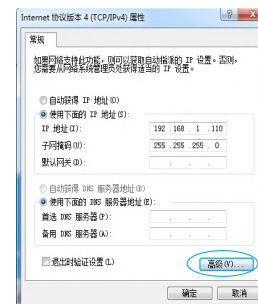 Internet 协议版本 4 (TCP/IPv4) 属性
常规
如果网络支持此功能，则可以获取自动指派的 IP 设置。否则，
您需要从网络系统管理员处获得适当的 IP 设置。
自动获得 IP 地址(O)
使用下面的 IP 地址(S):
IP 地址(I): 192 .168 . 1 .110
子网掩码(U): 255 .255 .255 . 0
默认网关(D): . . .
自动获得 DNS 服务器地址(B)
使用下面的 DNS 服务器地址(E):
首选 DNS 服务器(P): . . .
备用 DNS 服务器(A): . . .
退出时验证设置(L)
高级(V)...
确定 取消